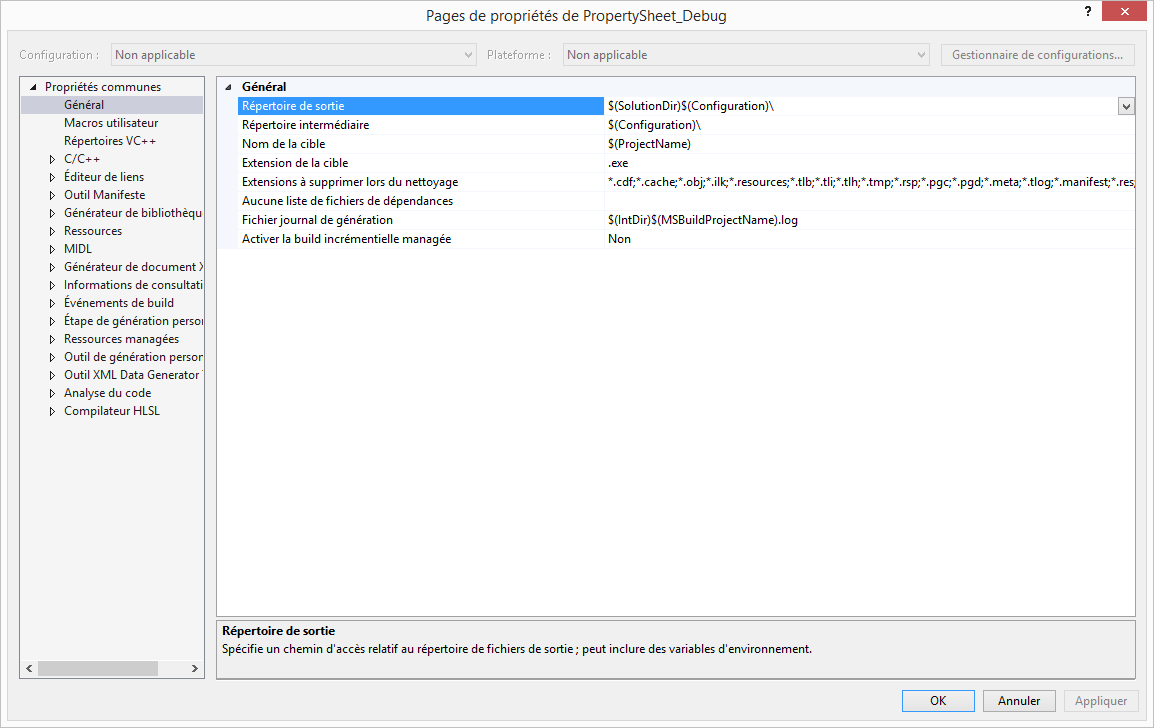 Pages de propriétés de PropertySheet_Debug
?
Configuration : Non applicable Plateforme : Non applicable Gestionnaire de configurations...
Propriétés communes
Général
Macros utilisateur
Répertoires VC++
C/C++
Éditeur de liens
Outil Manifeste
Générateur de bibliothèqu
Ressources
MIDL
Générateur de document X
Informations de consultati
Événements de build
Étape de génération perso
Ressources managées
Outil de génération person
Outil XML Data Generator
Analyse du code
Compilateur HLSL
Général
Répertoire de sortie $(SolutionDir)$(Configuration)\
Répertoire intermédiaire $(Configuration)\
Nom de la cible $(ProjectName)
Extension de la cible .exe
Extensions à supprimer lors du nettoyage *.cdf;*.cache;*.obj;*.ilk;*.resources;*.tlb;*.tli;*.tlh;*.tmp;*.rsp;*.pgc;*.pgd;*.meta;*.tlog;*.manifest;*.res;
Aucune liste de fichiers de dépendances
Fichier journal de génération $(IntDir)$(MSBuildProjectName).log
Activer la build incrémentielle managée Non
Répertoire de sortie
Spécifie un chemin d'accès relatif au répertoire de fichiers de sortie ; peut inclure des variables d'environnement.
OK Annuler Appliquer